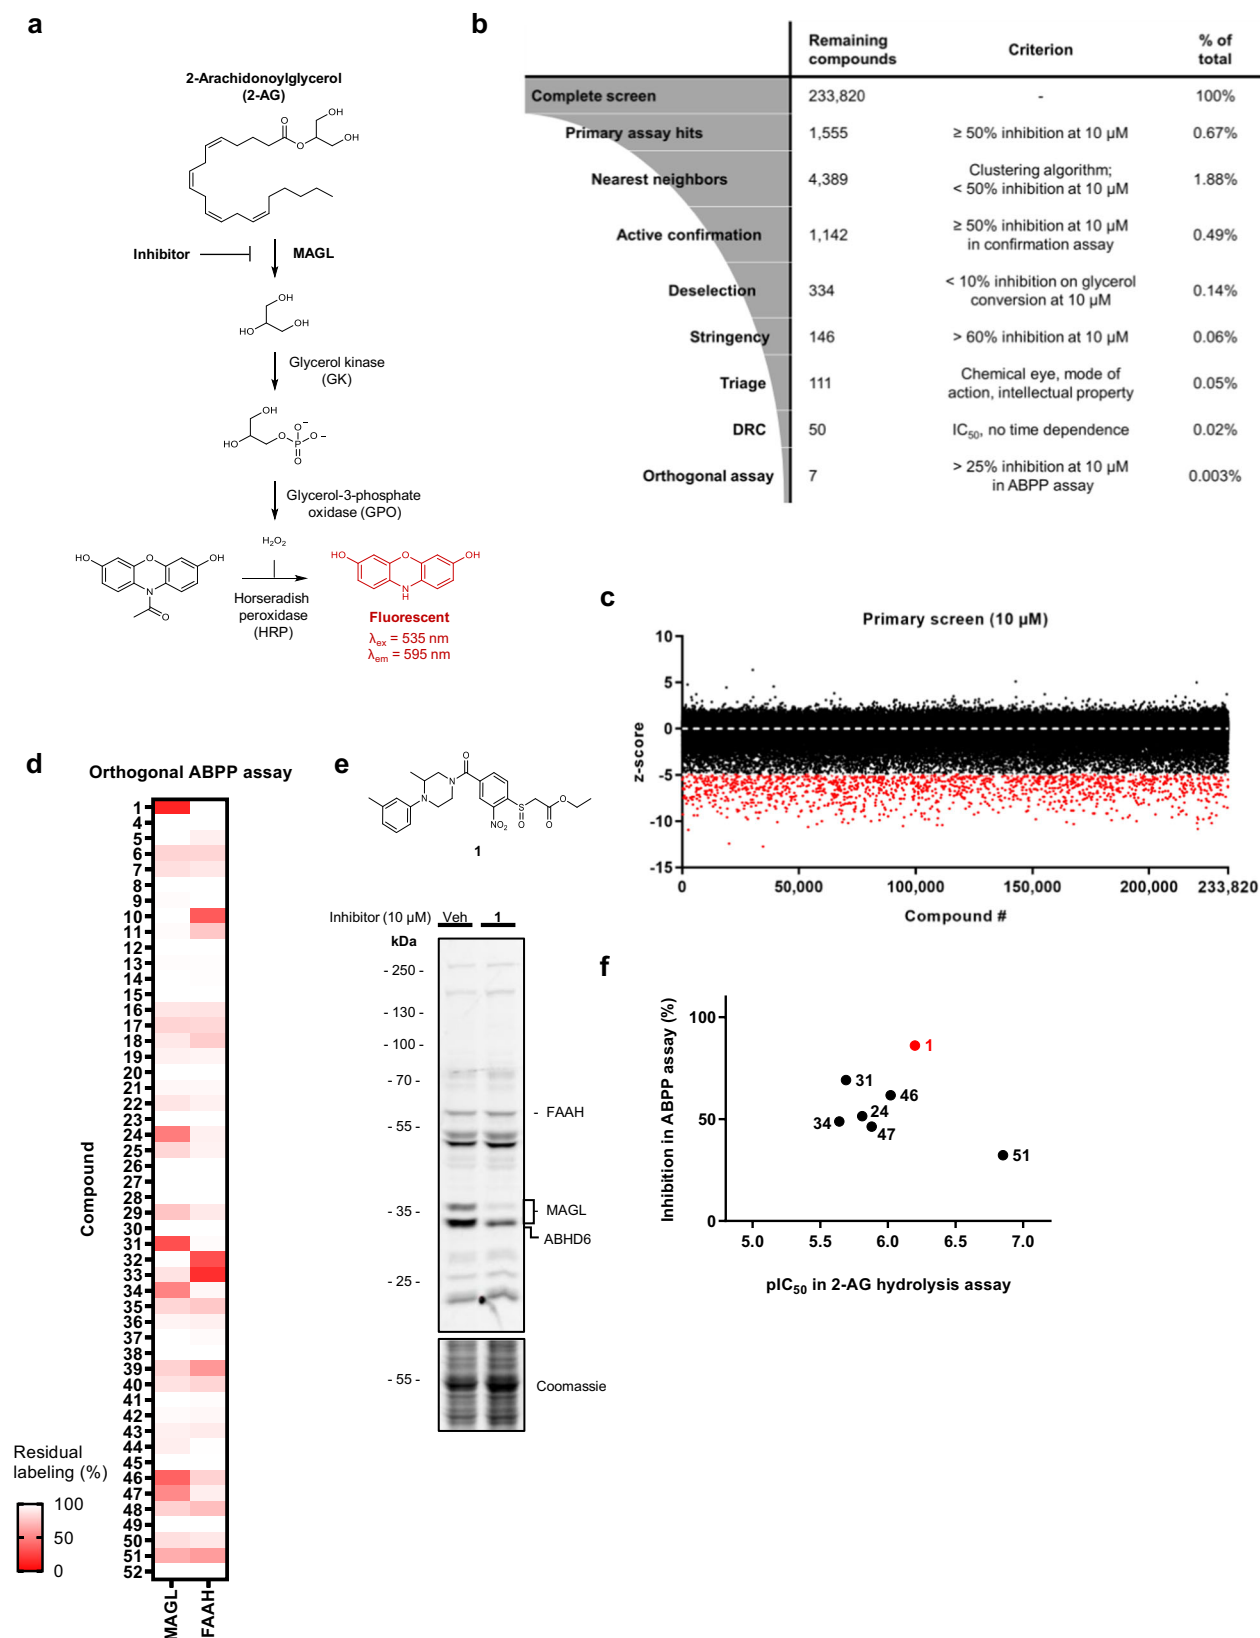 a
2-Arachidonoylglycerol
(2-AG)
O
OH
O
OH
Inhibitor
MAGL
OH
HO
OH
Glycerol kinase
(GK)
OH
HO
O
P
O⁻
O⁻
O
Glycerol-3-phosphate
oxidase (GPO)
H₂O₂
HO
O
OH
N
O
Horseradish
peroxidase
(HRP)
HO
O
OH
N
H
Fluorescent
λex = 535 nm
λem = 595 nm
b
Remaining
compounds
Criterion
% of
total
Complete screen 233,820 - 100%
Primary assay hits 1,555 ≥ 50% inhibition at 10 µM 0.67%
Nearest neighbors 4,389 Clustering algorithm;
< 50% inhibition at 10 µM 1.88%
Active confirmation 1,142 ≥ 50% inhibition at 10 µM
in confirmation assay 0.49%
Deselection 334 < 10% inhibition on glycerol
conversion at 10 µM 0.14%
Stringency 146 > 60% inhibition at 10 µM 0.06%
Triage 111 Chemical eye, mode of
action, intellectual property 0.05%
DRC 50 IC₅₀, no time dependence 0.02%
Orthogonal assay 7 > 25% inhibition at 10 µM
in ABPP assay 0.003%
c
Primary screen (10 µM)
z-score
10
5
0
-5
-10
-15
0 50,000 100,000 150,000 200,000 233,820
Compound #
d
Orthogonal ABPP assay
Compound
1
4
5
6
7
8
9
10
11
12
13
14
15
16
17
18
19
20
21
22
23
24
25
26
27
28
29
30
31
32
33
34
35
36
37
38
39
40
41
42
43
44
45
46
47
48
49
50
51
52
MAGL
FAAH
Residual
labeling (%)
100
50
0
e
O
N
N
NO₂
S
O
O
O
1
Inhibitor (10 µM) Veh 1
kDa
- 250 -
- 130 -
- 100 -
- 70 -
- 55 -
- 35 -
- 25 -
- FAAH
MAGL
ABHD6
- 55 -
Coomassie
f
Inhibition in ABPP assay (%)
100
50
0
1
31
46
24
34
47
51
5.0 5.5 6.0 6.5 7.0
pIC₅₀ in 2-AG hydrolysis assay